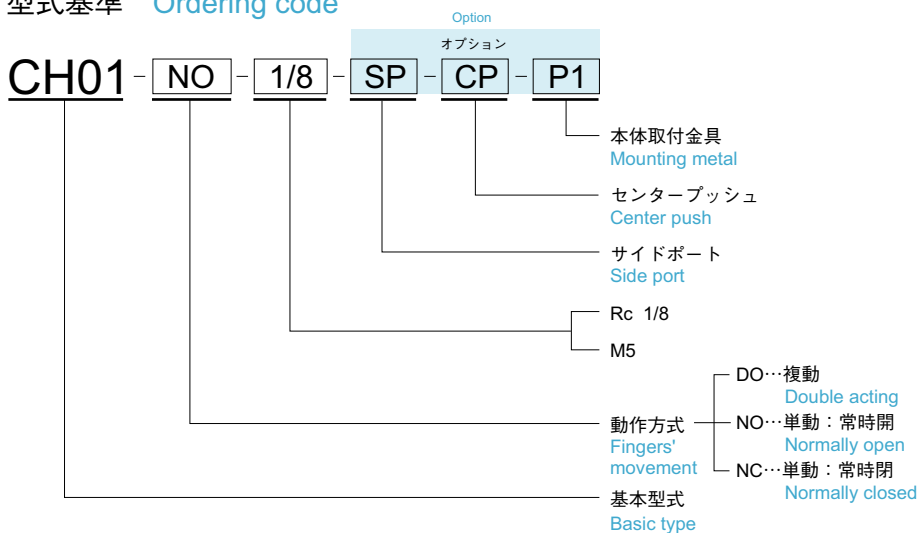 型式基準 Ordering code
Option
オプション
CH01 - NO - 1/8 - SP - CP - P1
本体取付金具
Mounting metal
センタープッシュ
Center push
サイドポート
Side port
Rc 1/8
M5
DO…複動
Double acting
動作方式
Fingers'
movement
NO…単動：常時開
Normally open
NC…単動：常時閉
Normally closed
基本型式
Basic type